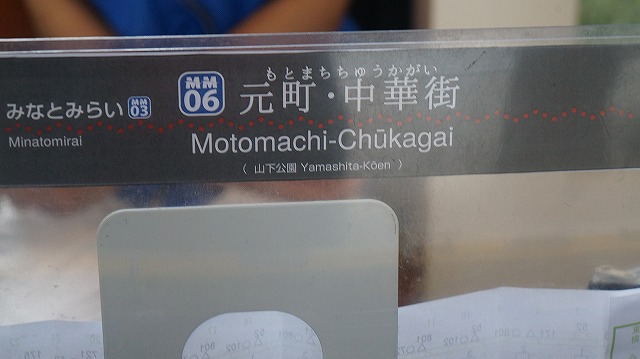 もとまちちゅうかがい
みなとみらい MM 03 MM 06 元町・中華街
Minatomirai Motomachi-Chūkagai
( 山下公園 Yamashita-Kōen )